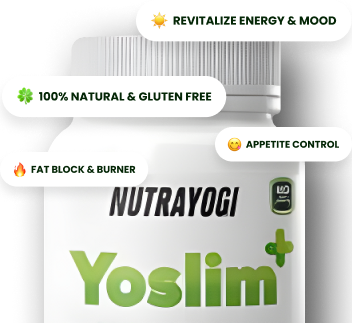 REVITALIZE ENERGY & MOOD
100% NATURAL & GLUTEN FREE
APPETITE CONTROL
FAT BLOCK & BURNER
NUTRAYOGI
Yoslim+